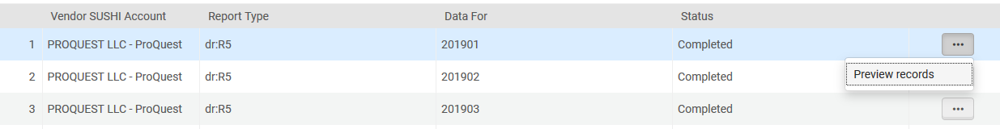 Vendor SUSHI Account Report Type Data For Status
1 PROQUEST LLC - ProQuest dr:R5 201901 Completed ...
Preview records
2 PROQUEST LLC - ProQuest dr:R5 201902 Completed
3 PROQUEST LLC - ProQuest dr:R5 201903 Completed ...